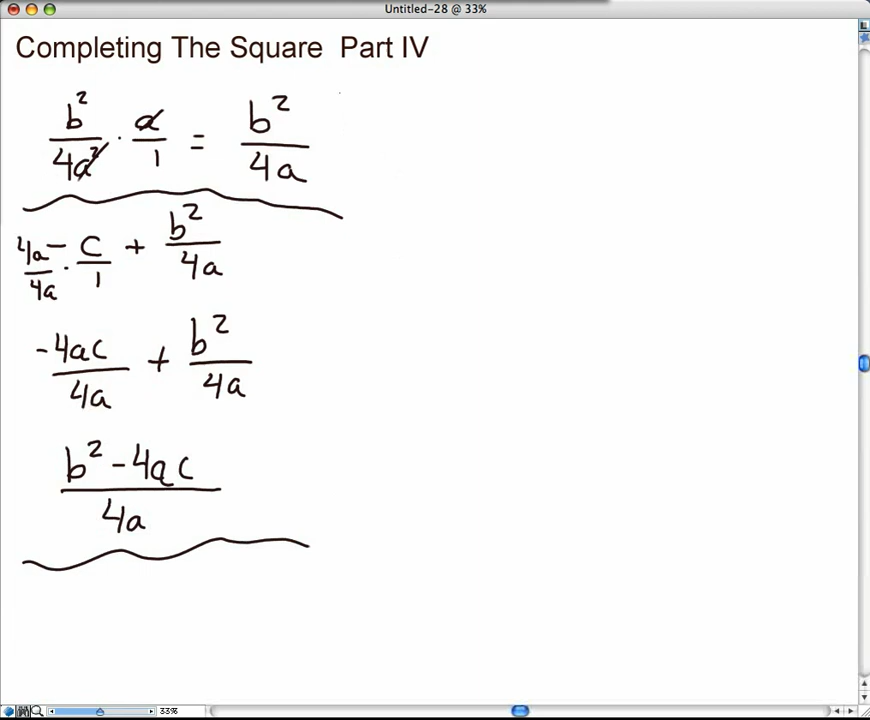 Untitled-28 @ 33%
Completing The Square Part IV
b²/4a² · a/1 = b²/4a
4a/4a · -c/1 + b²/4a
-4ac/4a + b²/4a
b² - 4ac/4a
33%